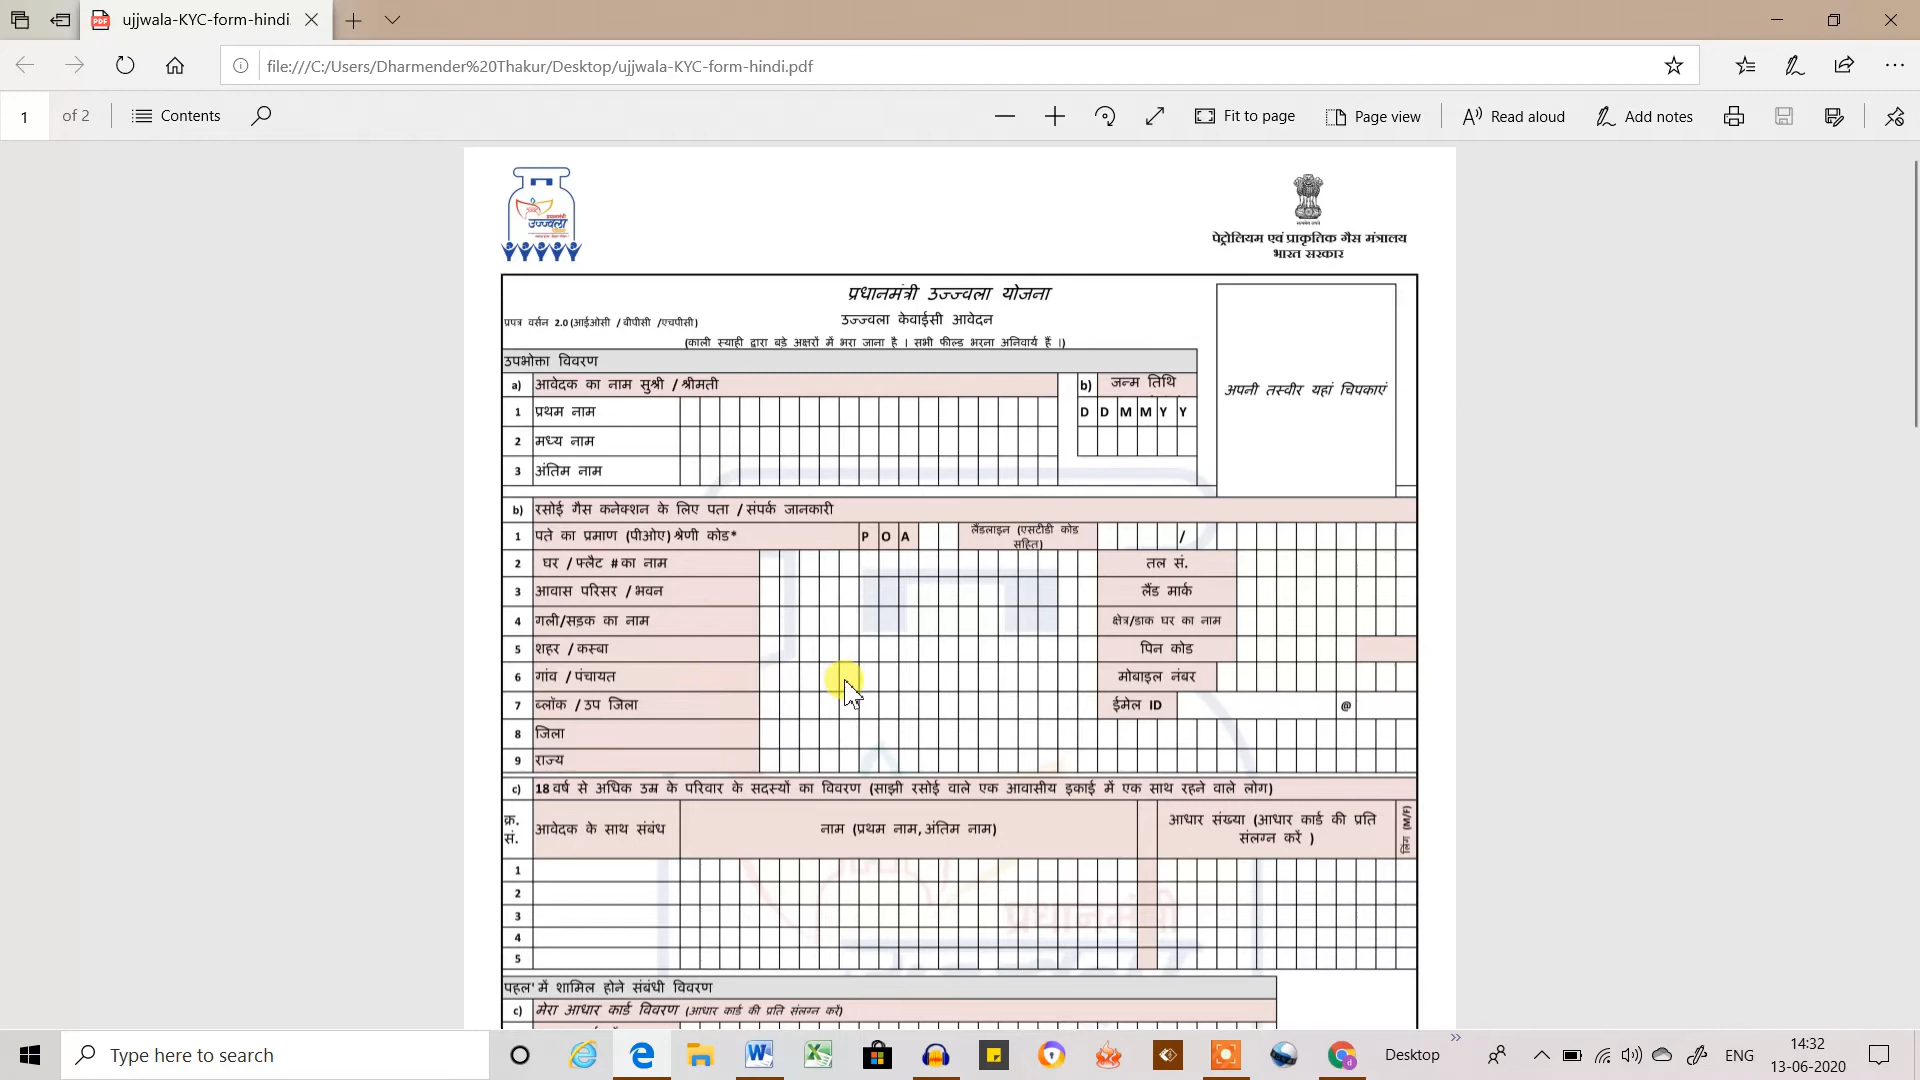 ujjwala-KYC-form-hindi
file:///C:/Users/Dharmender%20Thakur/Desktop/ujjwala-KYC-form-hindi.pdf
1 of 2 Contents Fit to page Page view Read aloud Add notes
प्रधानमंत्री उज्ज्वला
पेट्रोलियम एवं प्राकृतिक गैस मंत्रालय
भारत सरकार
प्रधानमंत्री उज्ज्वला योजना
प्रपत्र वर्सन 2.0 (आईओसी / बीपीसी /एचपीसी)
उज्ज्वला केवाईसी आवेदन
(काली स्याही द्वारा बड़े अक्षरों में भरा जाना है । सभी फील्ड भरना अनिवार्य हैं ।)
उपभोक्ता विवरण
a) आवेदक का नाम सुश्री / श्रीमती b) जन्म तिथि
अपनी तस्वीर यहां चिपकाएं
1 प्रथम नाम D D M M Y Y
2 मध्य नाम
3 अंतिम नाम
b) रसोई गैस कनेक्शन के लिए पता / संपर्क जानकारी
1 पते का प्रमाण (पीओए) श्रेणी कोड* P O A लैंडलाइन (एसटीडी कोड सहित) /
2 घर / फ्लैट # का नाम तल सं.
3 आवास परिसर / भवन लैंड मार्क
4 गली/सड़क का नाम क्षेत्र/डाक घर का नाम
5 शहर / कस्बा पिन कोड
6 गांव / पंचायत मोबाइल नंबर
7 ब्लॉक / उप जिला ईमेल ID @
8 जिला
9 राज्य
c) 18 वर्ष से अधिक उम्र के परिवार के सदस्यों का विवरण (साझी रसोई वाले एक आवासीय इकाई में एक साथ रहने वाले लोग)
क्र. सं. आवेदक के साथ संबंध नाम (प्रथम नाम, अंतिम नाम) आधार संख्या (आधार कार्ड की प्रति संलग्न करें ) लिंग (M/F)
1
2
3
4
5
प्रधानमंत्री
पहल' में शामिल होने संबंधी विवरण
c) मेरा आधार कार्ड विवरण (आधार कार्ड की प्रति संलग्न करें)
Type here to search
Desktop
ENG
14:32
13-06-2020